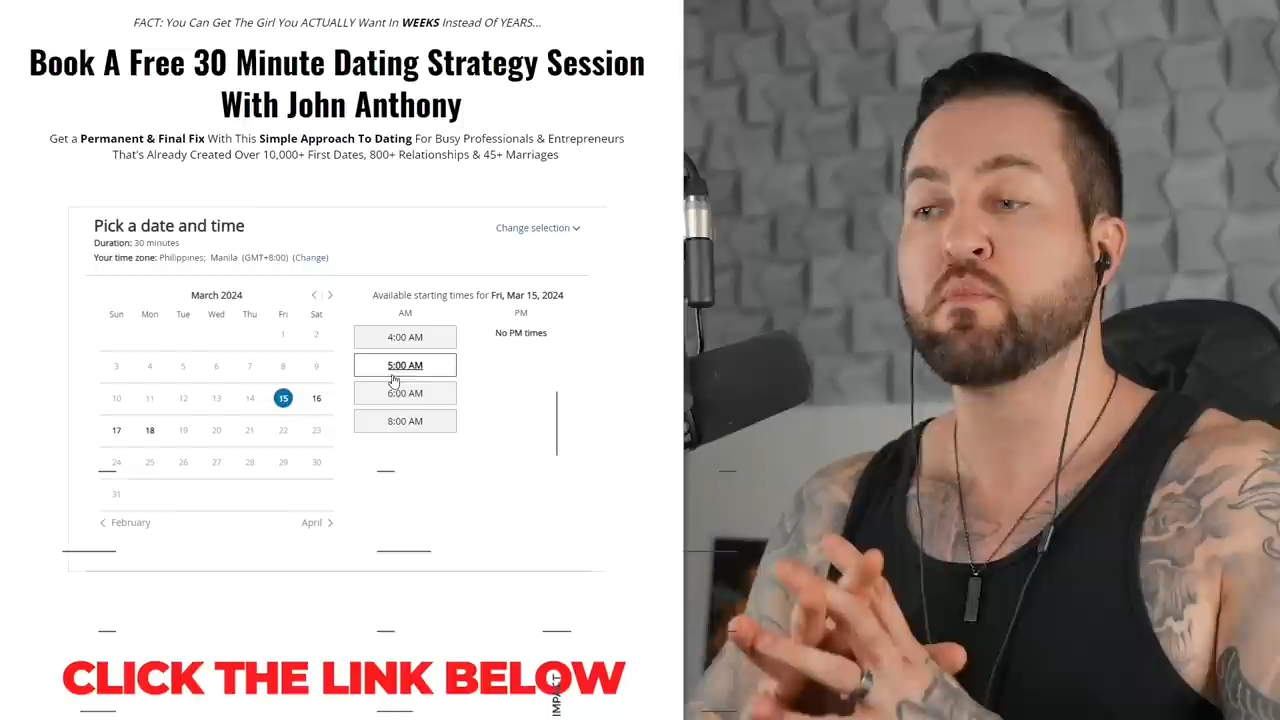 FACT: You Can Get The Girl You ACTUALLY Want In WEEKS Instead Of YEARS...
Book A Free 30 Minute Dating Strategy Session
With John Anthony
Get a Permanent & Final Fix With This Simple Approach To Dating For Busy Professionals & Entrepreneurs
That's Already Created Over 10,000+ First Dates, 800+ Relationships & 45+ Marriages
Pick a date and time
Change selection
Duration: 30 minutes
Your time zone: Philippines; Manila (GMT+8:00) (Change)
March 2024
Available starting times for Fri, Mar 15, 2024
Sun Mon Tue Wed Thu Fri Sat
AM PM
1 2
4:00 AM
No PM times
3 4 5 6 7 8 9
5:00 AM
10 11 12 13 14 15 16
6:00 AM
17 18 19 20 21 22 23
8:00 AM
24 25 26 27 28 29 30
31
February April
CLICK THE LINK BELOW
IMPACT